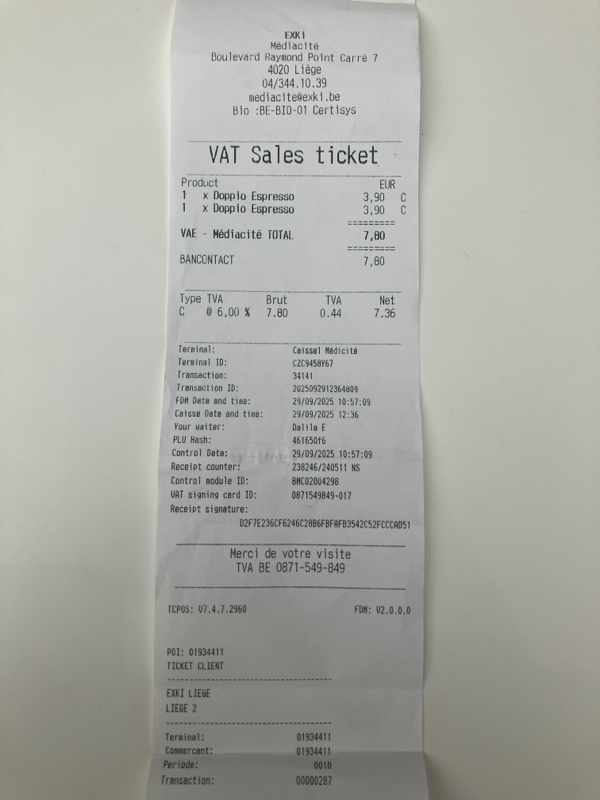 EXKi
Médiacité
Boulevard Raymond Point Carré 7
4020 Liège
04/344.10.39
mediacite@exki.be
Bio :BE-BIO-01 Certisys
VAT Sales ticket
Product EUR
1 x Doppio Espresso 3,90 C
1 x Doppio Espresso 3,90 C
=========
VAE - Médiacité TOTAL 7,80
=========
BANCONTACT 7,80
Type TVA Brut TVA Net
C @ 6,00 % 7.80 0.44 7.36
Terminal: Caisse1 Médicité
Terminal ID: CZC9458Y67
Transaction: 34141
Transaction ID: 2025092912364809
FDM Date and time: 29/09/2025 10:57:09
Caisse Date and time: 29/09/2025 12:36
Your waiter: Dalila E
PLU Hash: 461650f6
Control Data: 29/09/2025 10:57:09
Receipt counter: 238246/240511 NS
Control module ID: BMC02004298
VAT signing card ID: 0871549849-017
Receipt signature:
D2F7E236CF6246C28B6FBFAFB3542C52FCCCAD51
Merci de votre visite
TVA BE 0871-549-849
TCPOS: V7.4.7.2960 FDM: V2.0.0.0
POI: 01934411
TICKET CLIENT
---------------------------------
EXKI LIEGE
LIEGE 2
---------------------------------
Terminal: 01934411
Commercant: 01934411
Periode: 0010
Transaction: 00000287